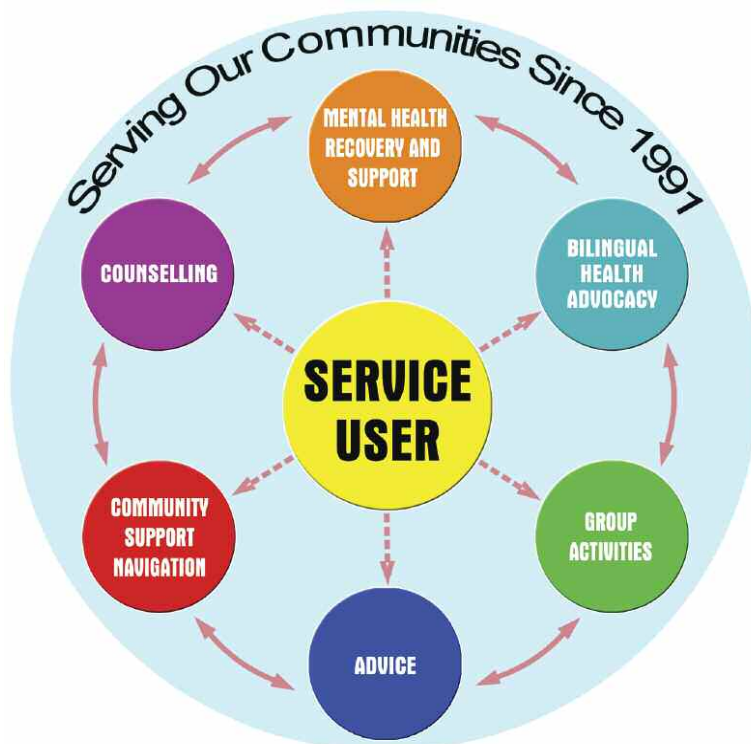 Serving Our Communities Since 1991
MENTAL HEALTH
RECOVERY AND
SUPPORT
COUNSELLING
BILINGUAL
HEALTH
ADVOCACY
SERVICE
USER
COMMUNITY
SUPPORT
NAVIGATION
GROUP
ACTIVITIES
ADVICE